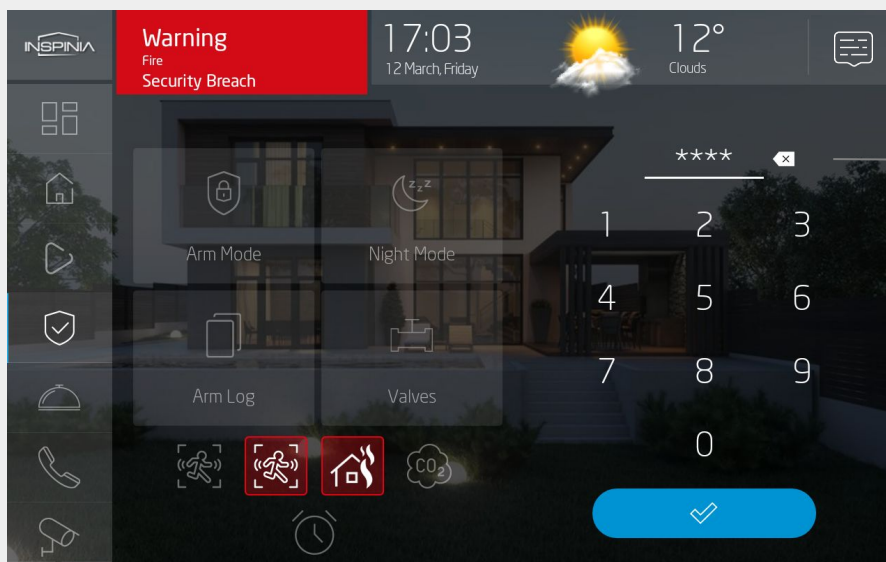 INSPINIA
Warning
Fire
Security Breach
17:03
12 March, Friday
12°
Clouds
****
Arm Mode
Night Mode
Arm Log
Valves
1 2 3
4 5 6
7 8 9
0
z z z
CO2